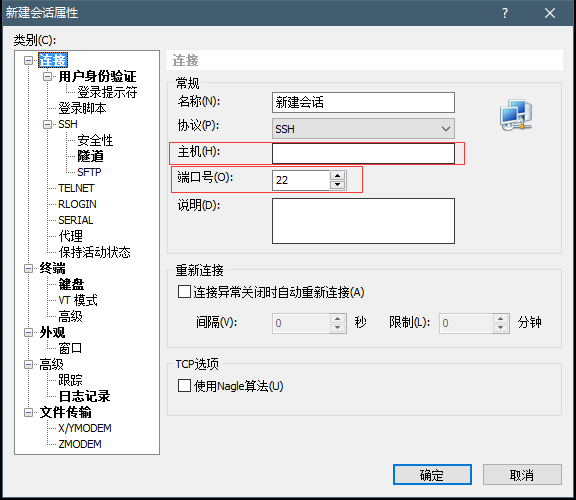 新建会话属性
类别(C):
连接
用户身份验证
登录提示符
登录脚本
SSH
安全性
隧道
SFTP
TELNET
RLOGIN
SERIAL
代理
保持活动状态
终端
键盘
VT 模式
高级
外观
窗口
高级
跟踪
日志记录
文件传输
X/YMODEM
ZMODEM
连接
常规
名称(N): 新建会话
协议(P): SSH
主机(H):
端口号(O): 22
说明(D):
重新连接
连接异常关闭时自动重新连接(A)
间隔(V): 0 秒 限制(L): 0 分钟
TCP选项
使用Nagle算法(U)
确定 取消